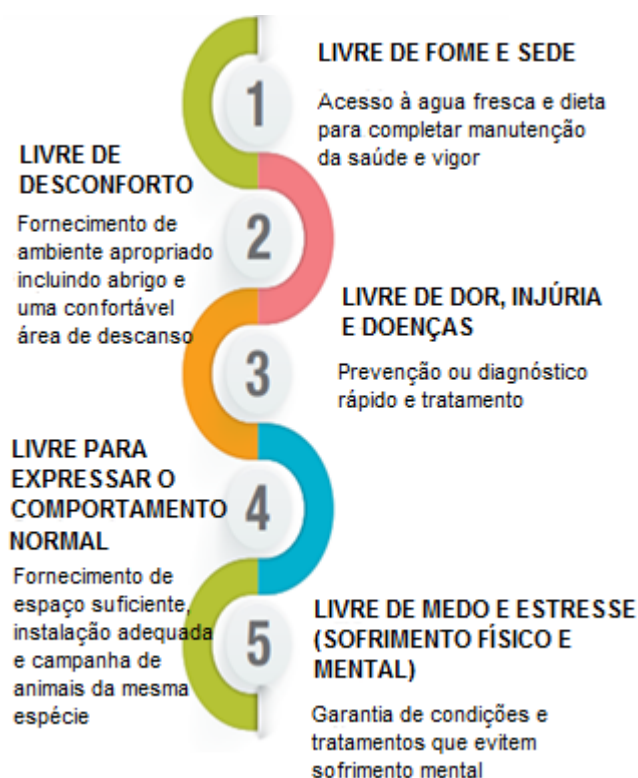 1
LIVRE DE FOME E SEDE
Acesso à agua fresca e dieta
para completar manutenção
da saúde e vigor
2
LIVRE DE
DESCONFORTO
Fornecimento de
ambiente apropriado
incluindo abrigo e
uma confortável
área de descanso
3
LIVRE DE DOR, INJÚRIA
E DOENÇAS
Prevenção ou diagnóstico
rápido e tratamento
4
LIVRE PARA
EXPRESSAR O
COMPORTAMENTO
NORMAL
Fornecimento de
espaço suficiente,
instalação adequada
e campanha de
animais da mesma
espécie
5
LIVRE DE MEDO E ESTRESSE
(SOFRIMENTO FÍSICO E
MENTAL)
Garantia de condições e
tratamentos que evitem
sofrimento mental